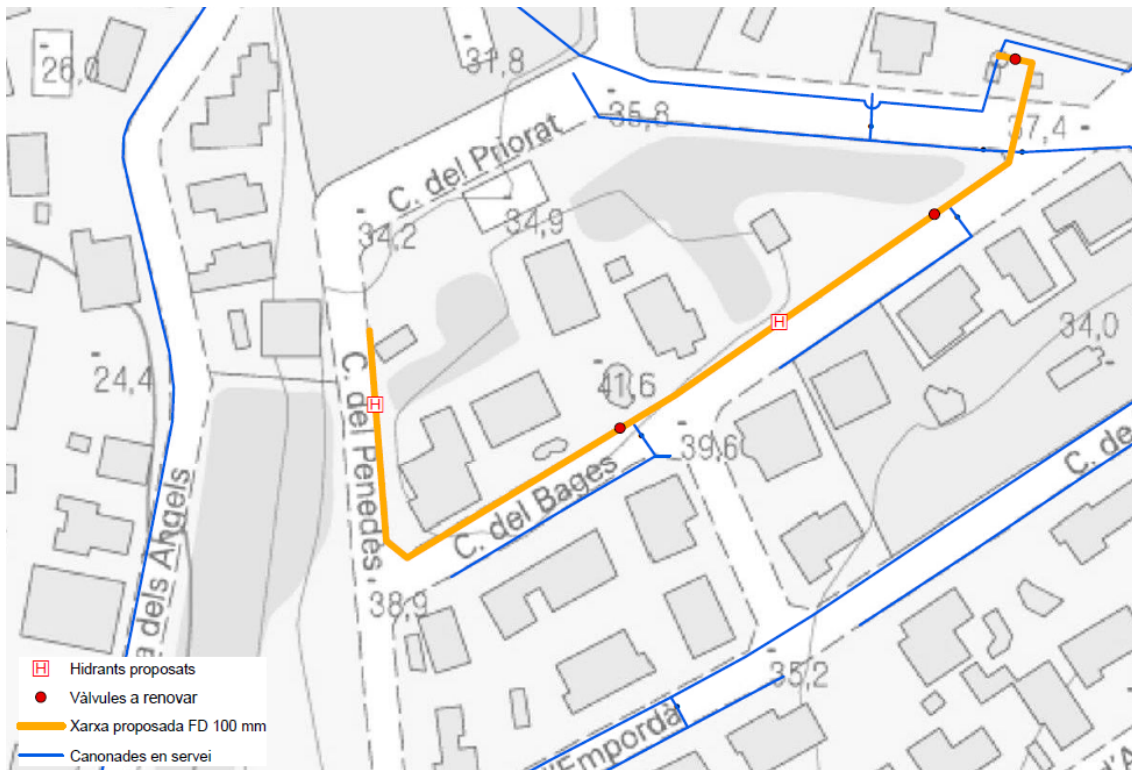 26,0
31,8
35,8
37,4
C. del Priorat
34,2
34,9
24,4
C. del Penedès
41,6
34,0
39,6
C. de
C. del Bages
38,9
a dels Àngels
35,2
l'Empordà
d'A
H
H
H Hidrants proposats
Vàlvules a renovar
Xarxa proposada FD 100 mm
Canonades en servei